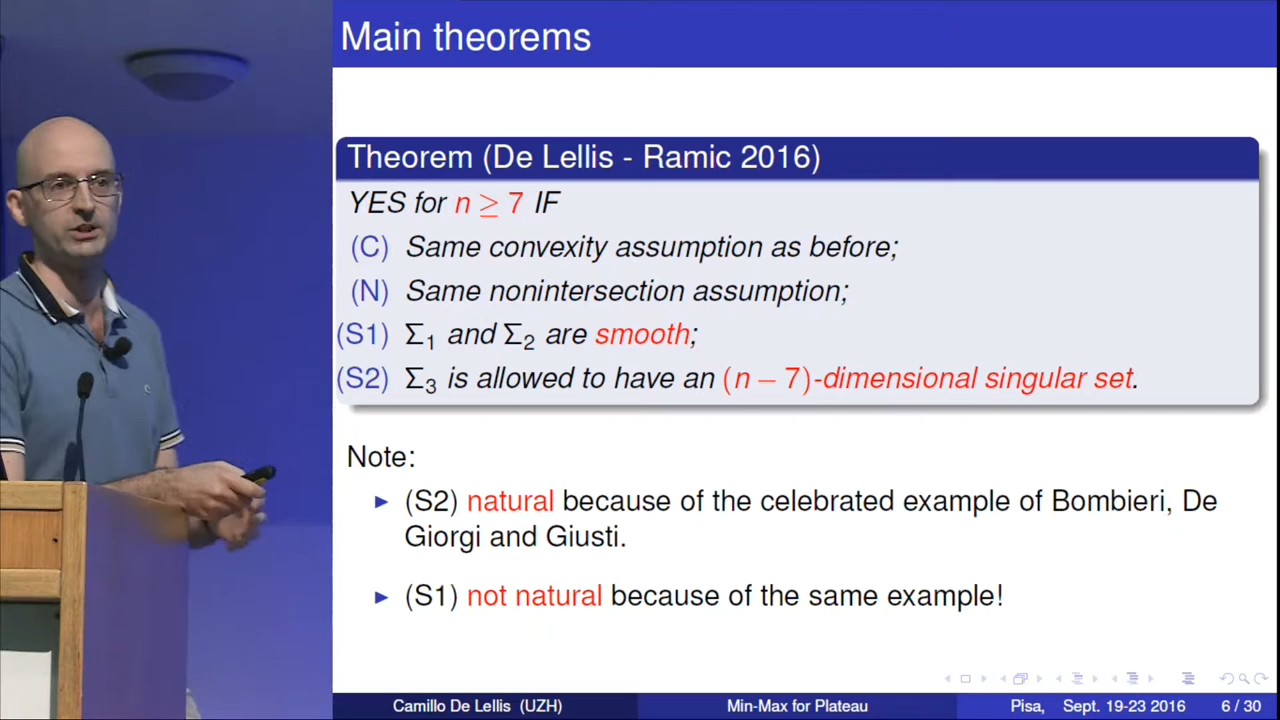 Main theorems
Theorem (De Lellis - Ramic 2016)
YES for n ≥ 7 IF
(C) Same convexity assumption as before;
(N) Same nonintersection assumption;
(S1) Σ₁ and Σ₂ are smooth;
(S2) Σ₃ is allowed to have an (n − 7)-dimensional singular set.
Note:
▶ (S2) natural because of the celebrated example of Bombieri, De
Giorgi and Giusti.
▶ (S1) not natural because of the same example!
Camillo De Lellis (UZH) Min-Max for Plateau Pisa, Sept. 19-23 2016 6 / 30